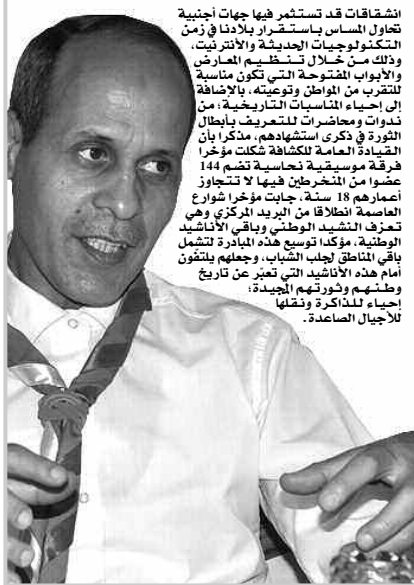 انشقاقات قد تستثمر فيها جهات أجنبية
تحاول المساس باستقرار بلادنا في زمن
التكنولوجيات الحديثة والأنترنيت،
وذلك من خلال تنظيم المعارض
والأبواب المفتوحة التي تكون مناسبة
للتقرب من المواطن وتوعيته، بالإضافة
إلى إحياء المناسبات التاريخية؛ من
ندوات ومحاضرات للتعريف بأبطال
الثورة في ذكرى استشهادهم، مذكرا بأن
القيادة العامة للكشافة شكلت مؤخرا
فرقة موسيقية نحاسية تضم 144
عضوا من المنخرطين فيها لا تتجاوز
أعمارهم 18 سنة، جابت مؤخرا شوارع
العاصمة انطلاقا من البريد المركزي وهي
تعزف النشيد الوطني وباقي الأناشيد
الوطنية، مؤكدا توسيع هذه المبادرة لتشمل
باقي المناطق لجلب الشباب، وجعلهم يلتفون
أمام هذه الأناشيد التي تعبّر عن تاريخ
وطنهم وثورتهم المجيدة؛
إحياء للذاكرة ونقلها
للأجيال الصاعدة.